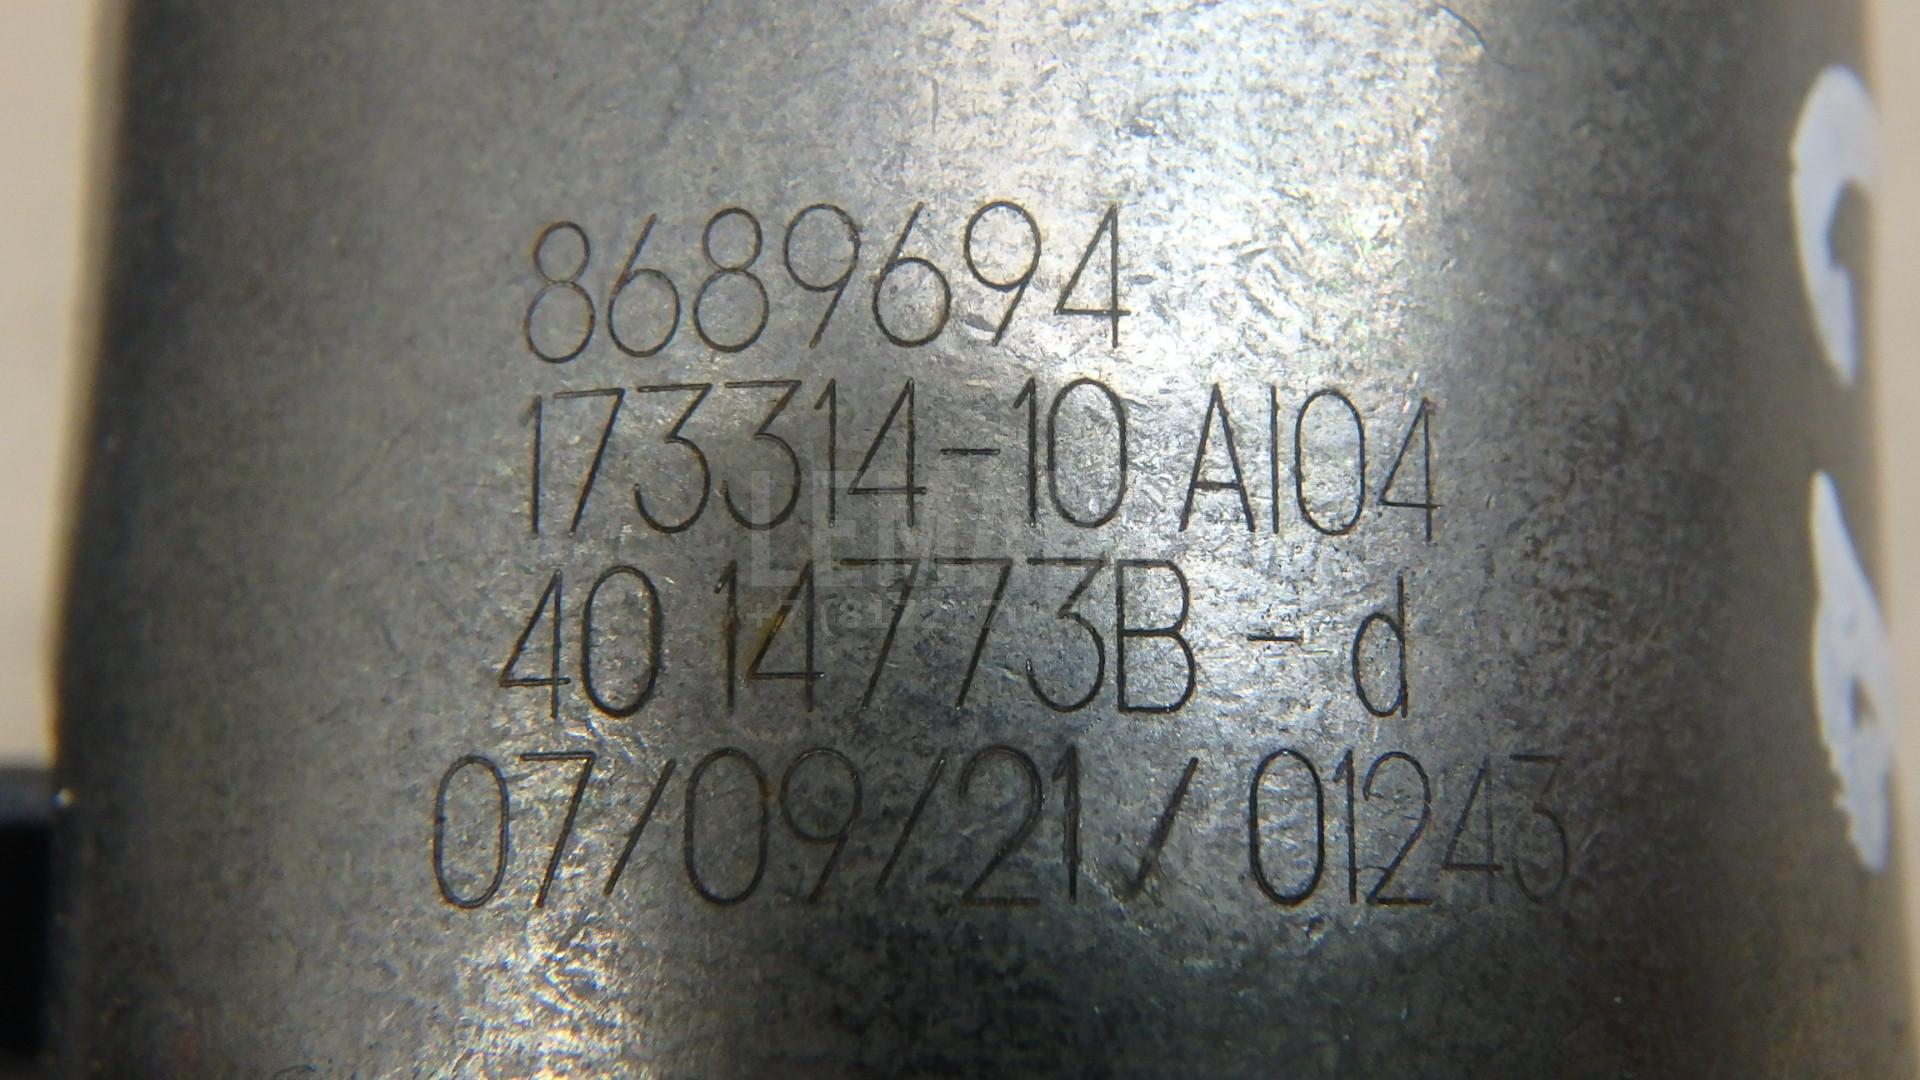 8689694
173314-10 A104
40 14773B - d
07/09/21 / 01243